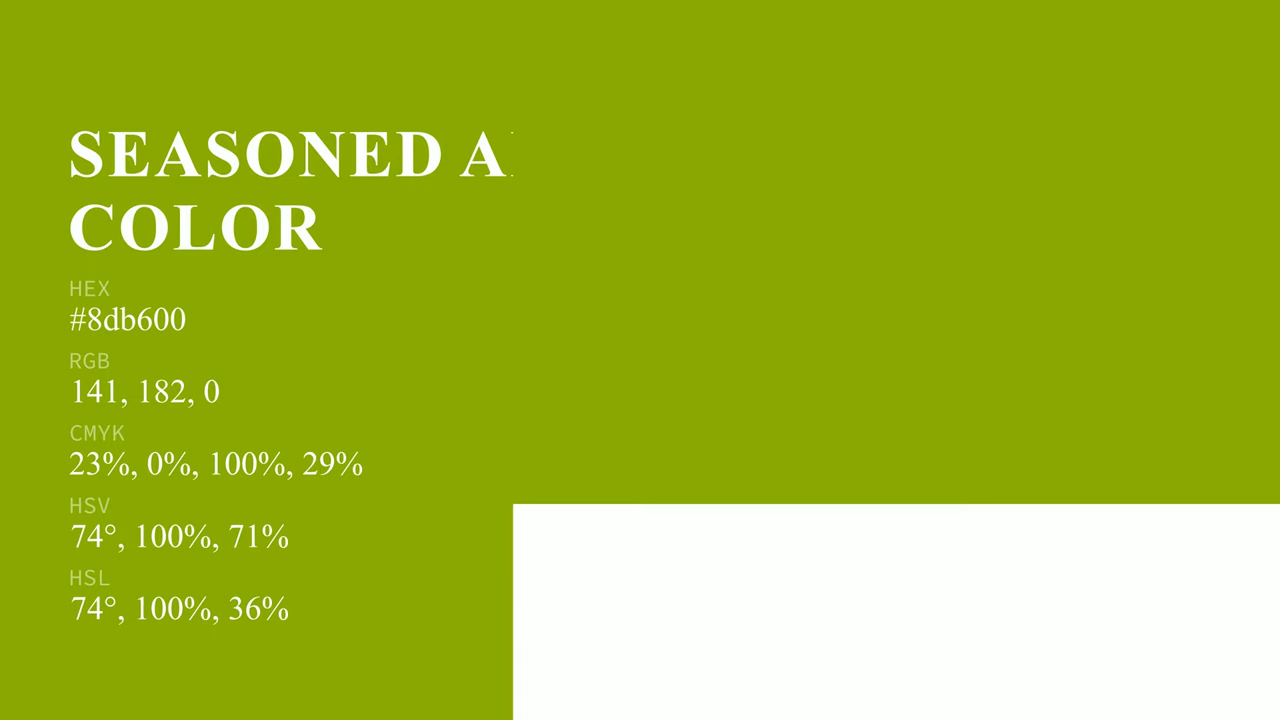 SEASONED
COLOR
HEX
#8db600
RGB
141, 182, 0
CMYK
23%, 0%, 100%, 29%
HSV
74°, 100%, 71%
HSL
74°, 100%, 36%